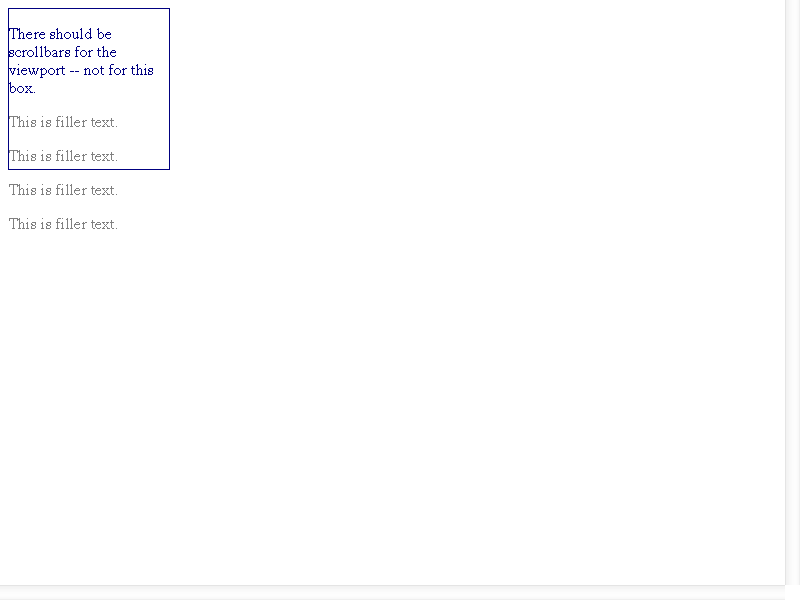 There should be
scrollbars for the
viewport -- not for this
box.
This is filler text.
This is filler text.
This is filler text.
This is filler text.